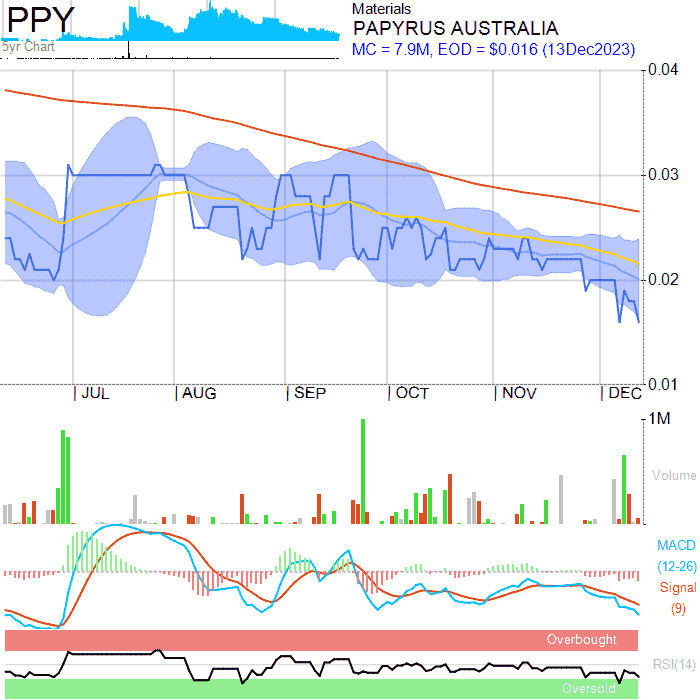 PPY
5yr Chart
Materials
PAPYRUS AUSTRALIA
MC = 7.9M, EOD = $0.016 (13Dec2023)
0.04
0.03
0.02
0.01
| JUL | AUG | SEP | OCT | NOV | DEC
1M
Volume
MACD
(12-26)
Signal
(9)
Overbought
RSI(14)
Oversold